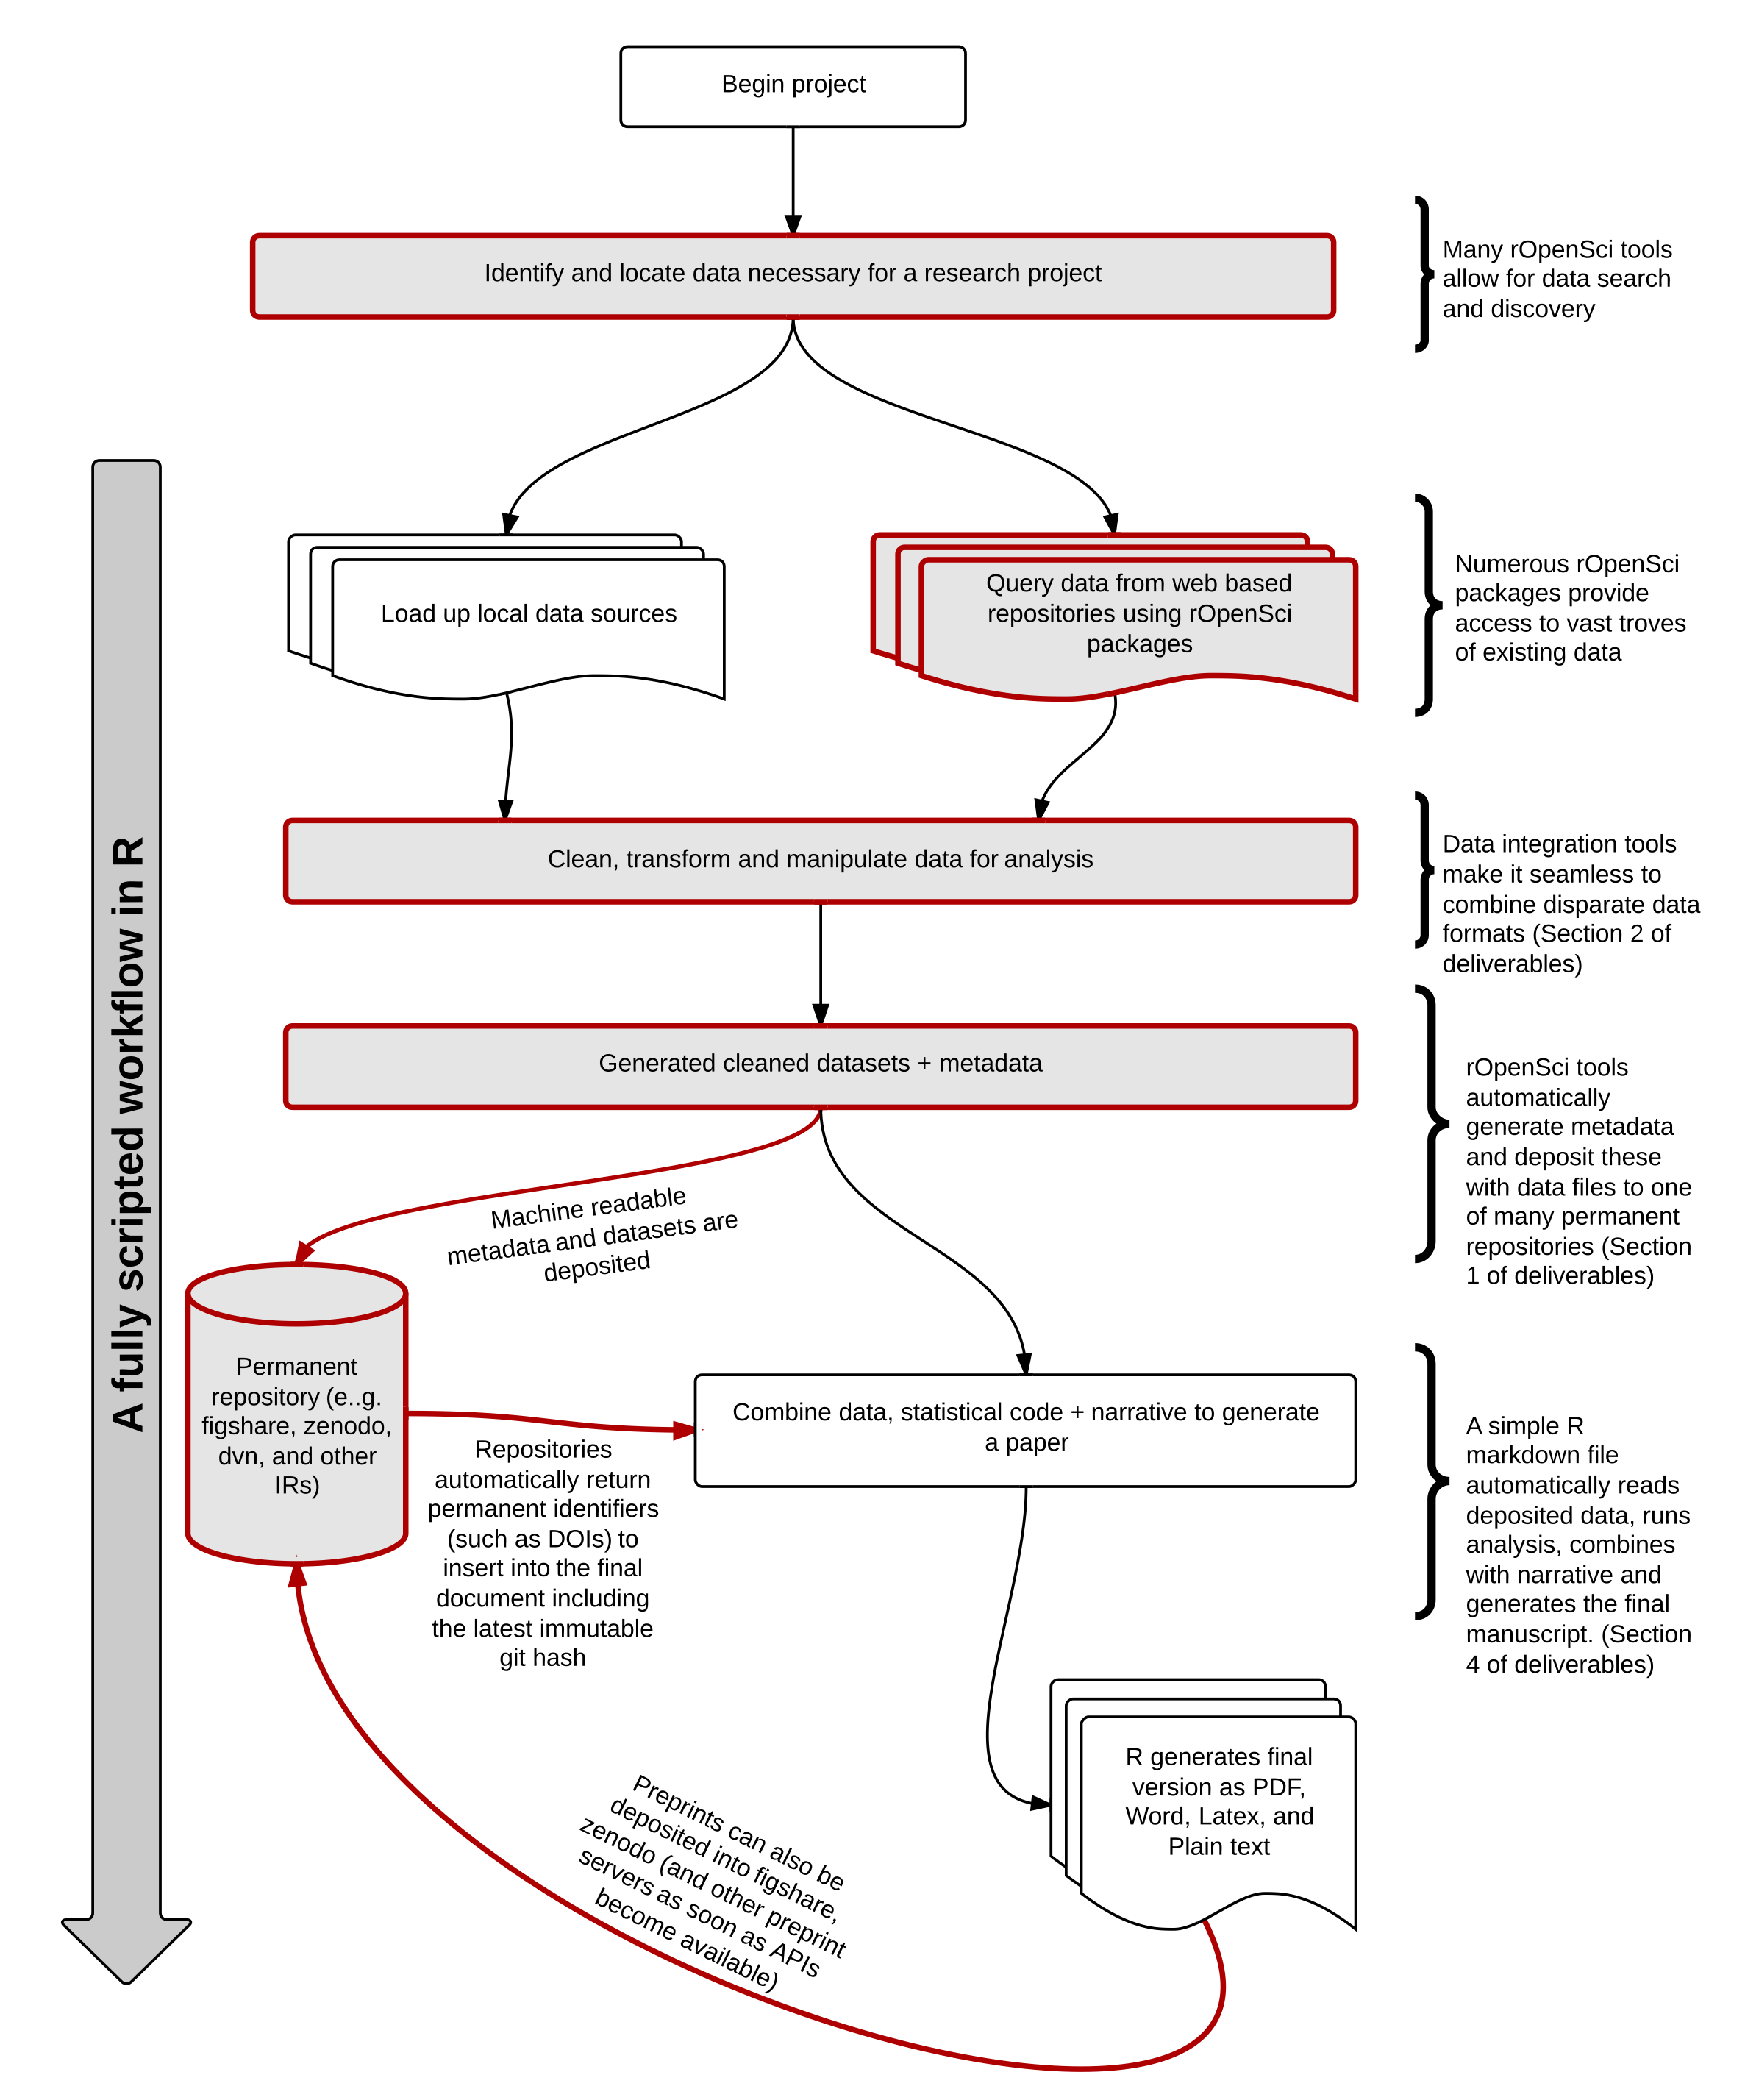 Begin project
Identify and locate data necessary for a research project
Many rOpenSci tools
allow for data search
and discovery
Load up local data sources
Query data from web based
repositories using rOpenSci
packages
Numerous rOpenSci
packages provide
access to vast troves
of existing data
Clean, transform and manipulate data for analysis
Data integration tools
make it seamless to
combine disparate data
formats (Section 2 of
deliverables)
Generated cleaned datasets + metadata
rOpenSci tools
automatically
generate metadata
and deposit these
with data files to one
of many permanent
repositories (Section
1 of deliverables)
A fully scripted workflow in R
Machine readable
metadata and datasets are
deposited
Permanent
repository (e..g.
figshare, zenodo,
dvn, and other
IRs)
Combine data, statistical code + narrative to generate
a paper
Repositories
automatically return
permanent identifiers
(such as DOIs) to
insert into the final
document including
the latest immutable
git hash
A simple R
markdown file
automatically reads
deposited data, runs
analysis, combines
with narrative and
generates the final
manuscript. (Section
4 of deliverables)
R generates final
version as PDF,
Word, Latex, and
Plain text
Preprints can also be
deposited into figshare,
zenodo (and other preprint
servers as soon as APIs
become available)